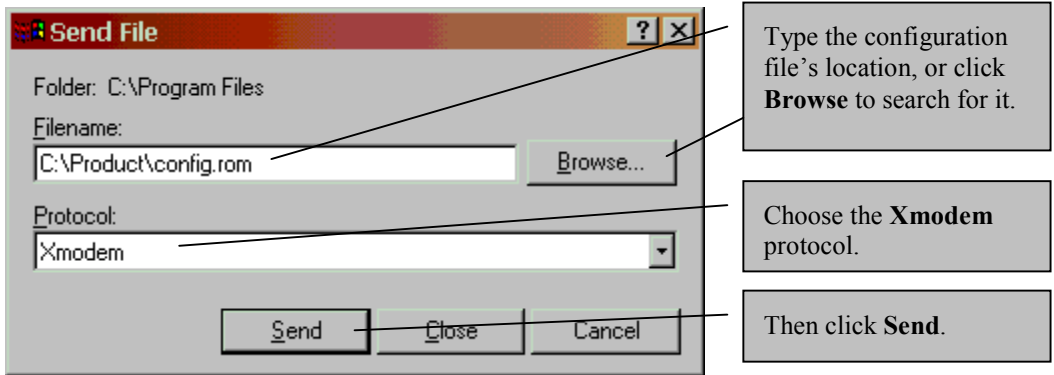 Send File
Folder: C:\Program Files
Filename:
C:\Product\config.rom
Browse...
Protocol:
Xmodem
Send
Close
Cancel
Type the configuration
file’s location, or click
Browse to search for it.
Choose the Xmodem
protocol.
Then click Send.